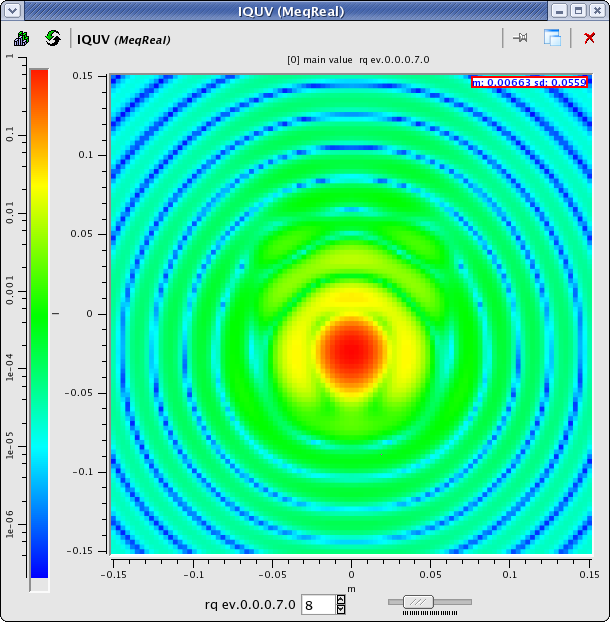 IQUV (MeqReal)
IQUV (MeqReal)
[0] main value rq ev.0.0.0.7.0
m: 0.00663 sd: 0.0559
1
0.1
0.01
0.001
1e-04
1e-05
1e-06
0.15
0.1
0.05
0
-0.05
-0.1
-0.15
-0.15 -0.1 -0.05 0 0.05 0.1 0.15
m
rq ev.0.0.0.7.0 8